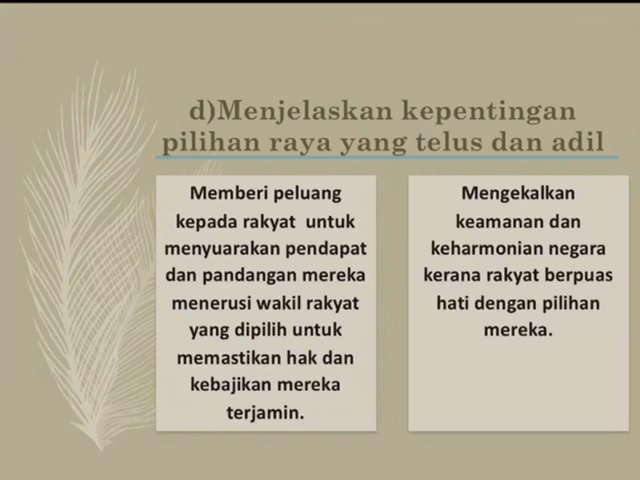 d)Menjelaskan kepentingan
pilihan raya yang telus dan adil
Memberi peluang
kepada rakyat untuk
menyuarakan pendapat
dan pandangan mereka
menerusi wakil rakyat
yang dipilih untuk
memastikan hak dan
kebajikan mereka
terjamin.
Mengekalkan
keamanan dan
keharmonian negara
kerana rakyat berpuas
hati dengan pilihan
mereka.